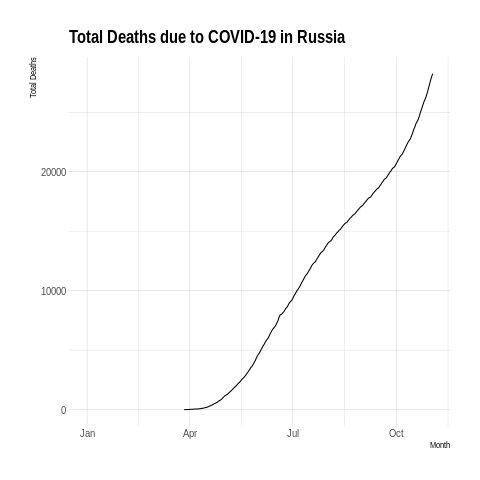 Total Deaths due to COVID-19 in Russia
Total Deaths
20000
10000
0
Jan Apr Jul Oct
Month